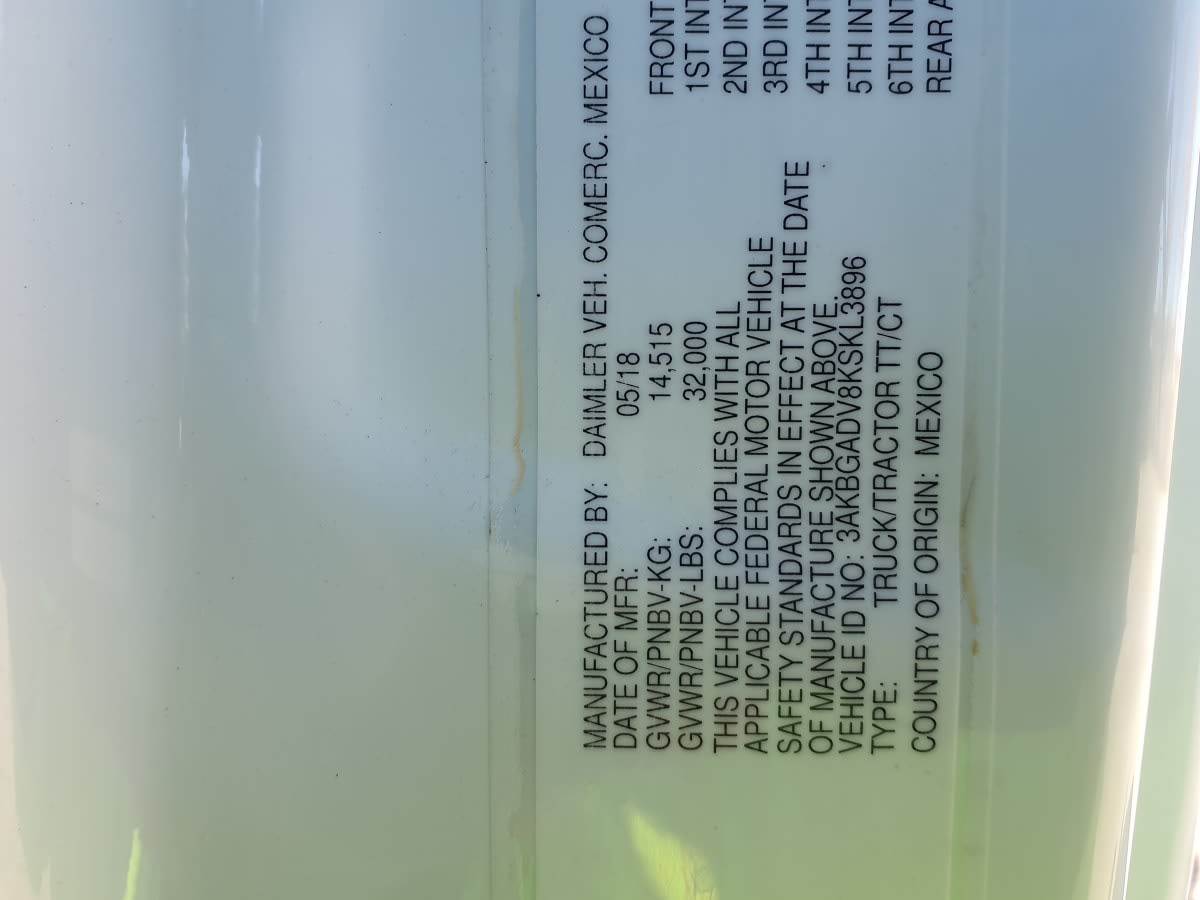 MANUFACTURED BY: DAIMLER VEH. COMERC. MEXICO
DATE OF MFR: 05/18
GVWR/PNBV-KG: 14,515
GVWR/PNBV-LBS: 32,000
THIS VEHICLE COMPLIES WITH ALL
APPLICABLE FEDERAL MOTOR VEHICLE
SAFETY STANDARDS IN EFFECT AT THE DATE
OF MANUFACTURE SHOWN ABOVE.
VEHICLE ID NO: 3AKBGADV8KSKL3896
TYPE: TRUCK/TRACTOR TT/CT
COUNTRY OF ORIGIN: MEXICO
FRONT
1ST INT
2ND INT
3RD INT
4TH INT
5TH INT
6TH INT
REAR A